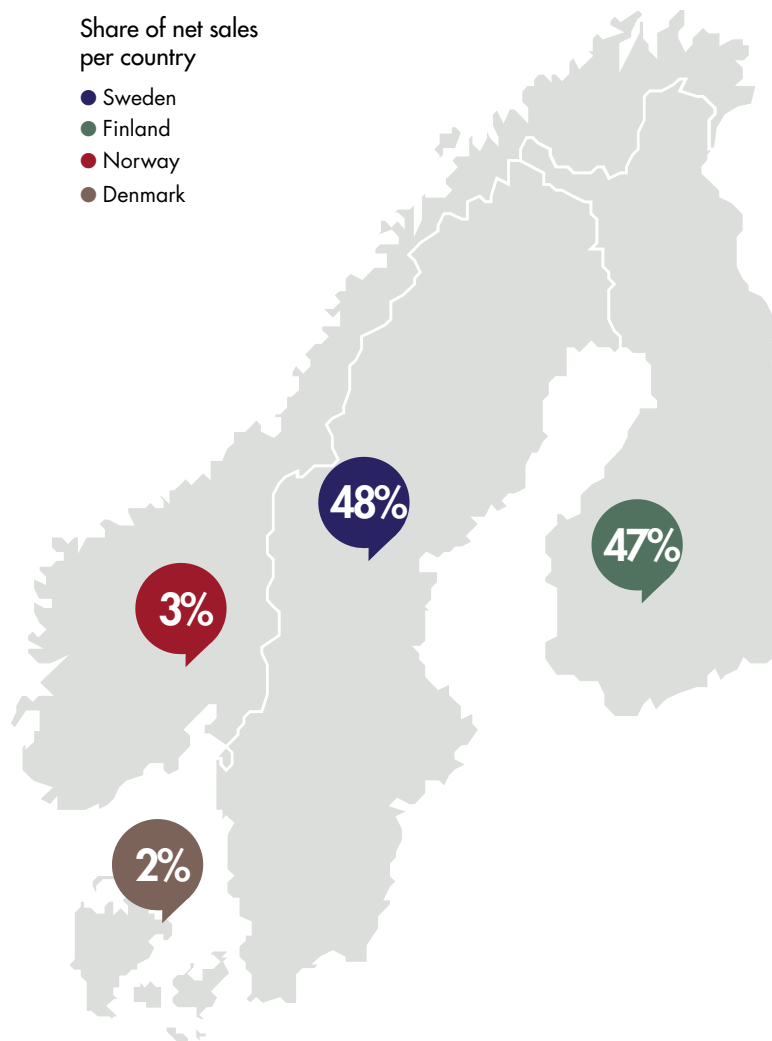 Share of net sales
per country
Sweden
Finland
Norway
Denmark
48%
47%
3%
2%